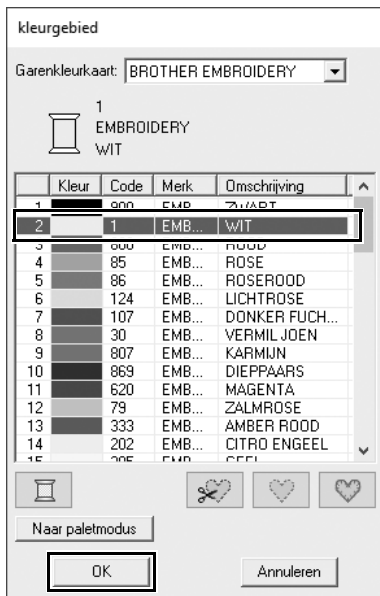 kleurgebied
Garenkleurkaart: BROTHER EMBROIDERY
1
EMBROIDERY
WIT
Kleur Code Merk Omschrijving
1 900 EMB... ZWART
2 1 EMB... WIT
3 800 EMB... ROOD
4 85 EMB... ROSE
5 86 EMB... ROSEROOD
6 124 EMB... LICHTROSE
7 107 EMB... DONKER FUCH...
8 30 EMB... VERMILJOEN
9 807 EMB... KARMIJN
10 869 EMB... DIEPPAARS
11 620 EMB... MAGENTA
12 79 EMB... ZALMROSE
13 333 EMB... AMBER ROOD
14 202 EMB... CITROENGEEL
Naar paletmodus
OK Annuleren